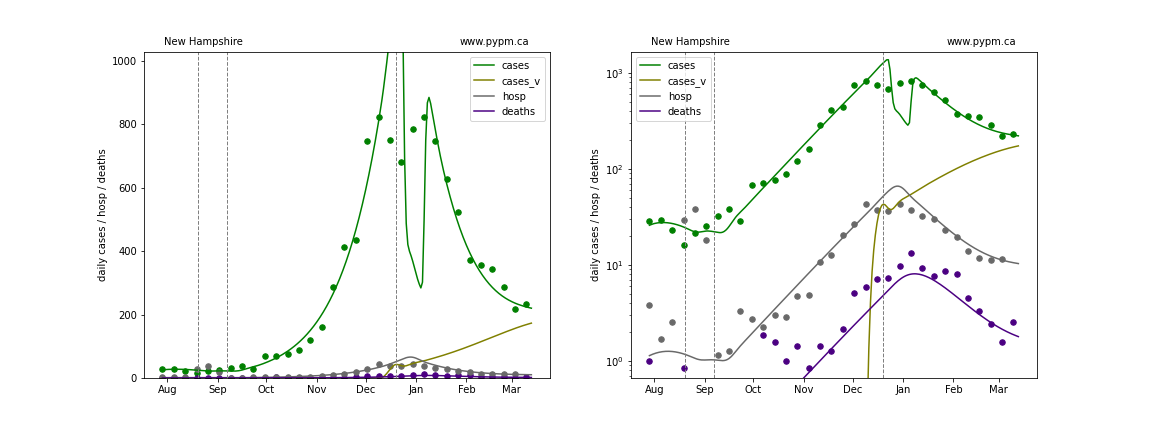 New Hampshire
www.pypm.ca
1000
800
600
400
200
0
daily cases / hosp / deaths
cases
cases_v
hosp
deaths
Aug Sep Oct Nov Dec Jan Feb Mar
New Hampshire
www.pypm.ca
10³
10²
10¹
10⁰
daily cases / hosp / deaths
cases
cases_v
hosp
deaths
Aug Sep Oct Nov Dec Jan Feb Mar